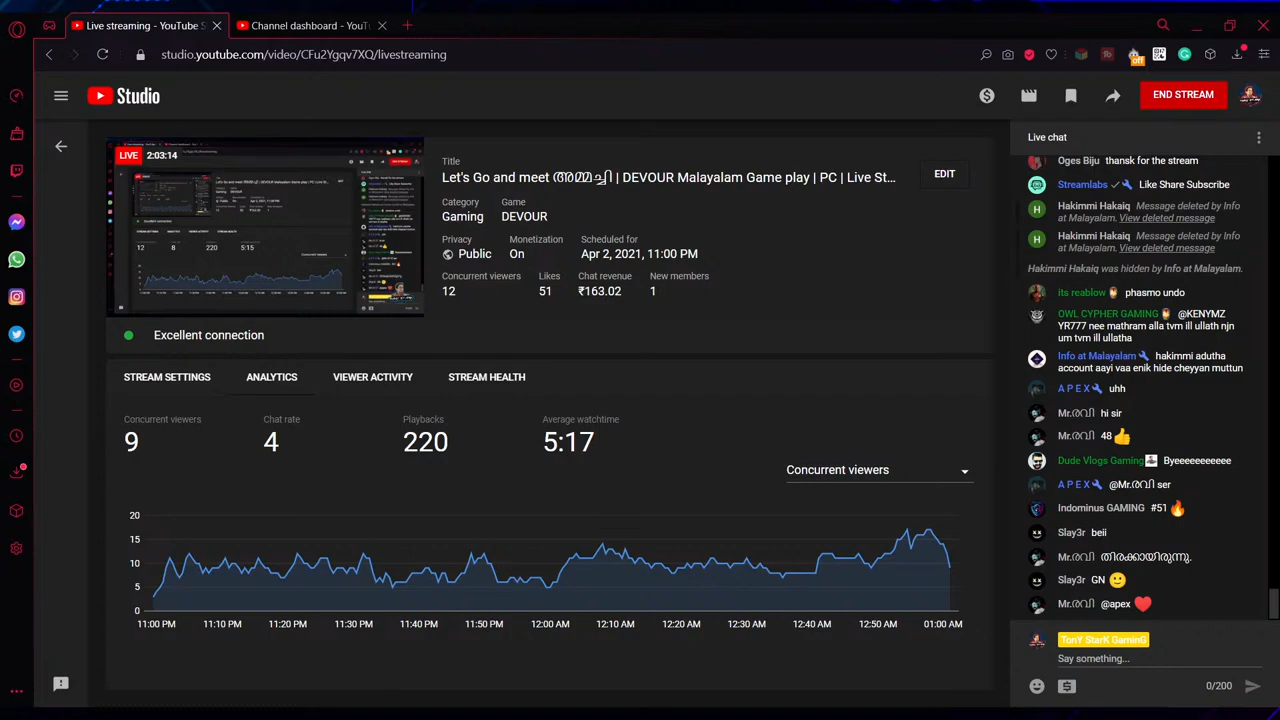 Live streaming - YouTube S
Channel dashboard - YouT
studio.youtube.com/video/CFu2Ygqv7XQ/livestreaming
off
Studio
END STREAM
LIVE 2:03:14
Title
Let's Go and meet അമ്മച്ചി | DEVOUR Malayalam Game play | PC | Live St...
EDIT
Category Game
Gaming DEVOUR
Privacy Monetization Scheduled for
Public On Apr 2, 2021, 11:00 PM
Concurrent viewers Likes Chat revenue New members
12 51 ₹163.02 1
Excellent connection
STREAM SETTINGS ANALYTICS VIEWER ACTIVITY STREAM HEALTH
Concurrent viewers Chat rate Playbacks Average watchtime
9 4 220 5:17
Concurrent viewers
20
15
10
5
0
11:00 PM 11:10 PM 11:20 PM 11:30 PM 11:40 PM 11:50 PM 12:00 AM 12:10 AM 12:20 AM 12:30 AM 12:40 AM 12:50 AM 01:00 AM
Live chat
Oges Biju thansk for the stream
Streamlabs Like Share Subscribe
Hakimmi Hakaiq Message deleted by Info
at Malayalam. View deleted message
Hakimmi Hakaiq Message deleted by Info
at Malayalam. View deleted message
Hakimmi Hakaiq was hidden by Info at Malayalam.
its reablow phasmo undo
OWL CYPHER GAMING @KENYMZ
YR777 nee mathram alla tvm ill ullath njn
um tvm ill ullatha
Info at Malayalam hakimmi adutha
account aayi vaa enik hide cheyyan muttun
A P E X uhh
Mr.രവി hi sir
Mr.രവി 48 👍
Dude Vlogs Gaming Byeeeeeeeeeee
A P E X @Mr.രവി ser
Indominus GAMING #51 🔥
Slay3r beii
Mr.രവി തിരക്കായിരുന്നു.
Slay3r GN 🙂
Mr.രവി @apex ❤️
TonY StarK GaminG
Say something...
0/200